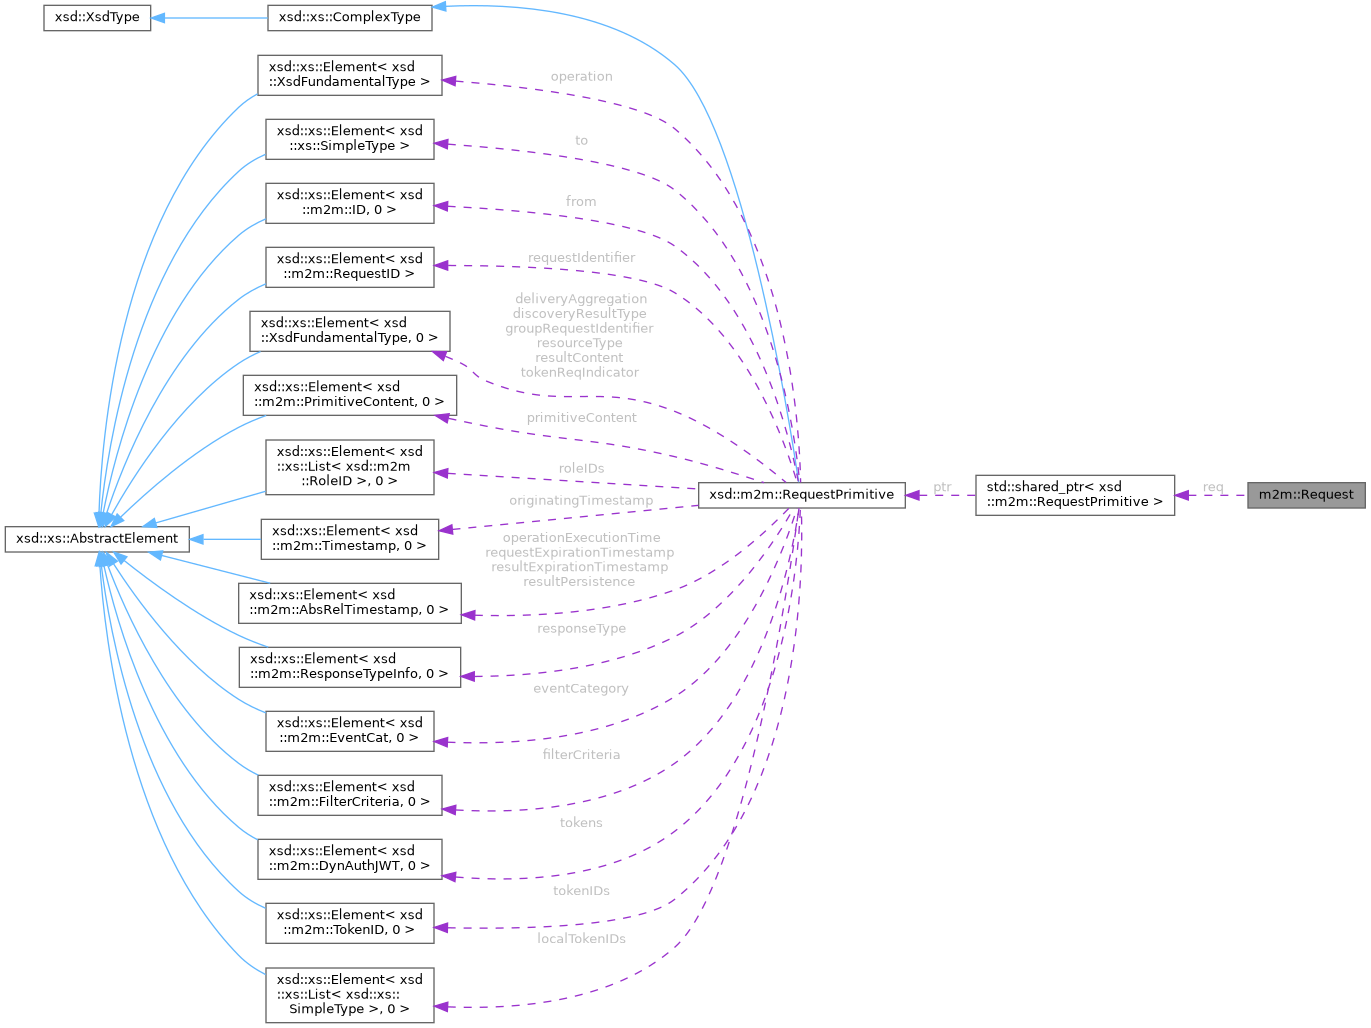 xsd::XsdType
xsd::xs::ComplexType
xsd::xs::Element< xsd
::XsdFundamentalType >
operation
xsd::xs::Element< xsd
::xs::SimpleType >
to
xsd::xs::Element< xsd
::m2m::ID, 0 >
from
xsd::xs::Element< xsd
::m2m::RequestID >
requestIdentifier
deliveryAggregation
discoveryResultType
groupRequestIdentifier
resourceType
resultContent
tokenReqIndicator
xsd::xs::Element< xsd
::XsdFundamentalType, 0 >
xsd::xs::Element< xsd
::m2m::PrimitiveContent, 0 >
primitiveContent
xsd::xs::Element< xsd
::xs::List< xsd::m2m
::RoleID >, 0 >
roleIDs
xsd::m2m::RequestPrimitive
ptr
std::shared_ptr< xsd
::m2m::RequestPrimitive >
req
m2m::Request
originatingTimestamp
xsd::xs::AbstractElement
xsd::xs::Element< xsd
::m2m::Timestamp, 0 >
operationExecutionTime
requestExpirationTimestamp
resultExpirationTimestamp
resultPersistence
xsd::xs::Element< xsd
::m2m::AbsRelTimestamp, 0 >
responseType
xsd::xs::Element< xsd
::m2m::ResponseTypeInfo, 0 >
eventCategory
xsd::xs::Element< xsd
::m2m::EventCat, 0 >
filterCriteria
xsd::xs::Element< xsd
::m2m::FilterCriteria, 0 >
tokens
xsd::xs::Element< xsd
::m2m::DynAuthJWT, 0 >
tokenIDs
xsd::xs::Element< xsd
::m2m::TokenID, 0 >
localTokenIDs
xsd::xs::Element< xsd
::xs::List< xsd::xs::
SimpleType >, 0 >